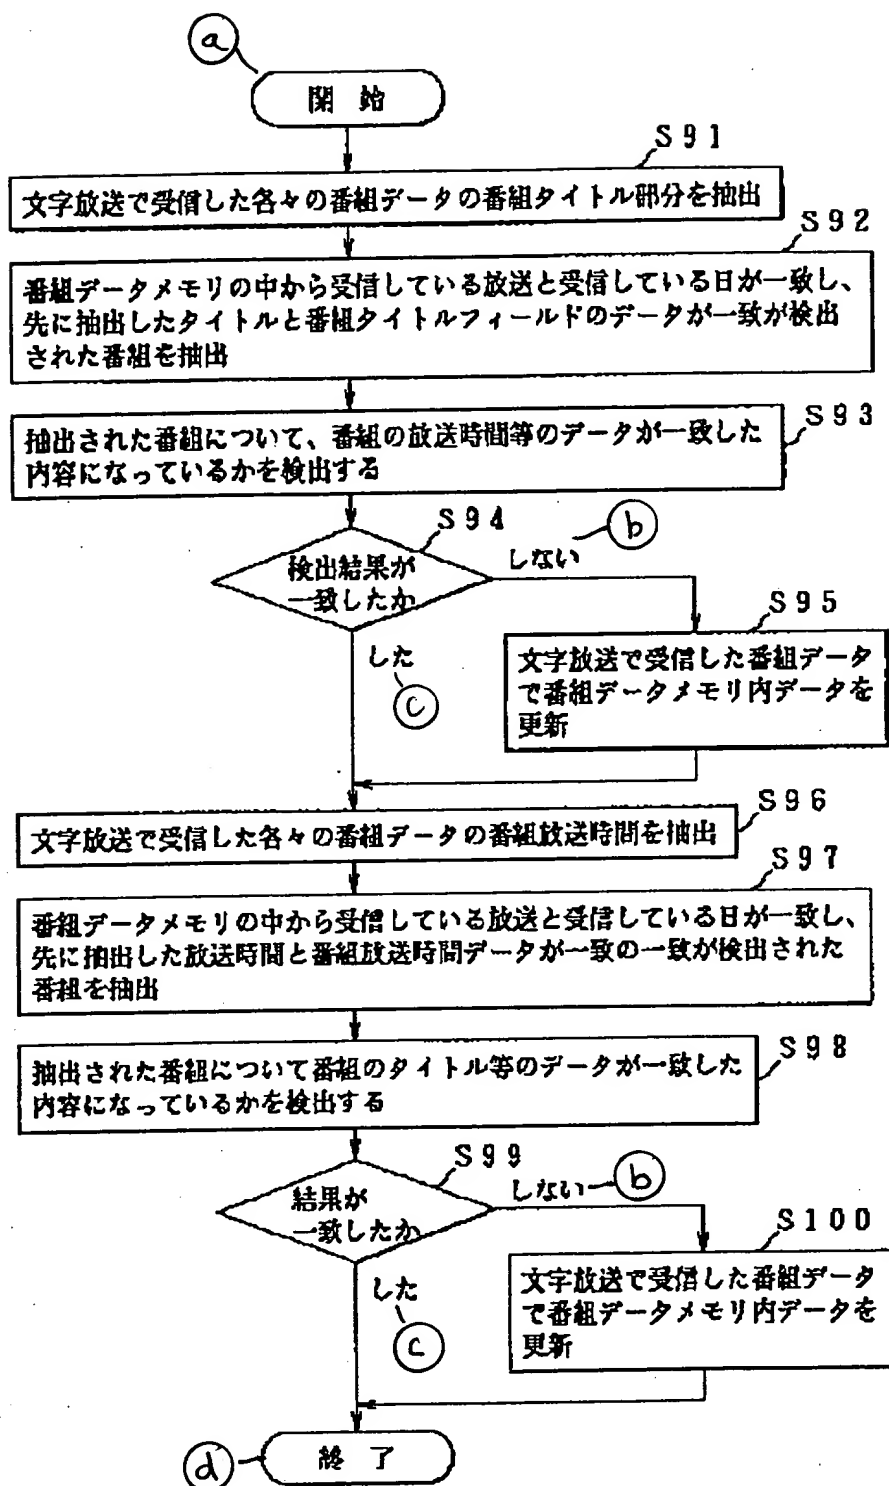 a
開 始
S91
文字放送で受信した各々の番組データの番組タイトル部分を抽出
S92
番組データメモリの中から受信している放送と受信している日が一致し、
先に抽出したタイトルと番組タイトルフィールドのデータが一致が検出
された番組を抽出
S93
抽出された番組について、番組の放送時間等のデータが一致した
内容になっているかを検出する
S94
b
しない
検出結果が
一致したか
S95
した
c
文字放送で受信した番組データ
で番組データメモリ内データを
更新
S96
文字放送で受信した各々の番組データの番組放送時間を抽出
S97
番組データメモリの中から受信している放送と受信している日が一致し、
先に抽出した放送時間と番組放送時間データが一致の一致が検出された
番組を抽出
S98
抽出された番組について番組のタイトル等のデータが一致した
内容になっているかを検出する
S99
しない
b
結果が
一致したか
S100
した
c
文字放送で受信した番組データ
で番組データメモリ内データを
更新
d
終 了